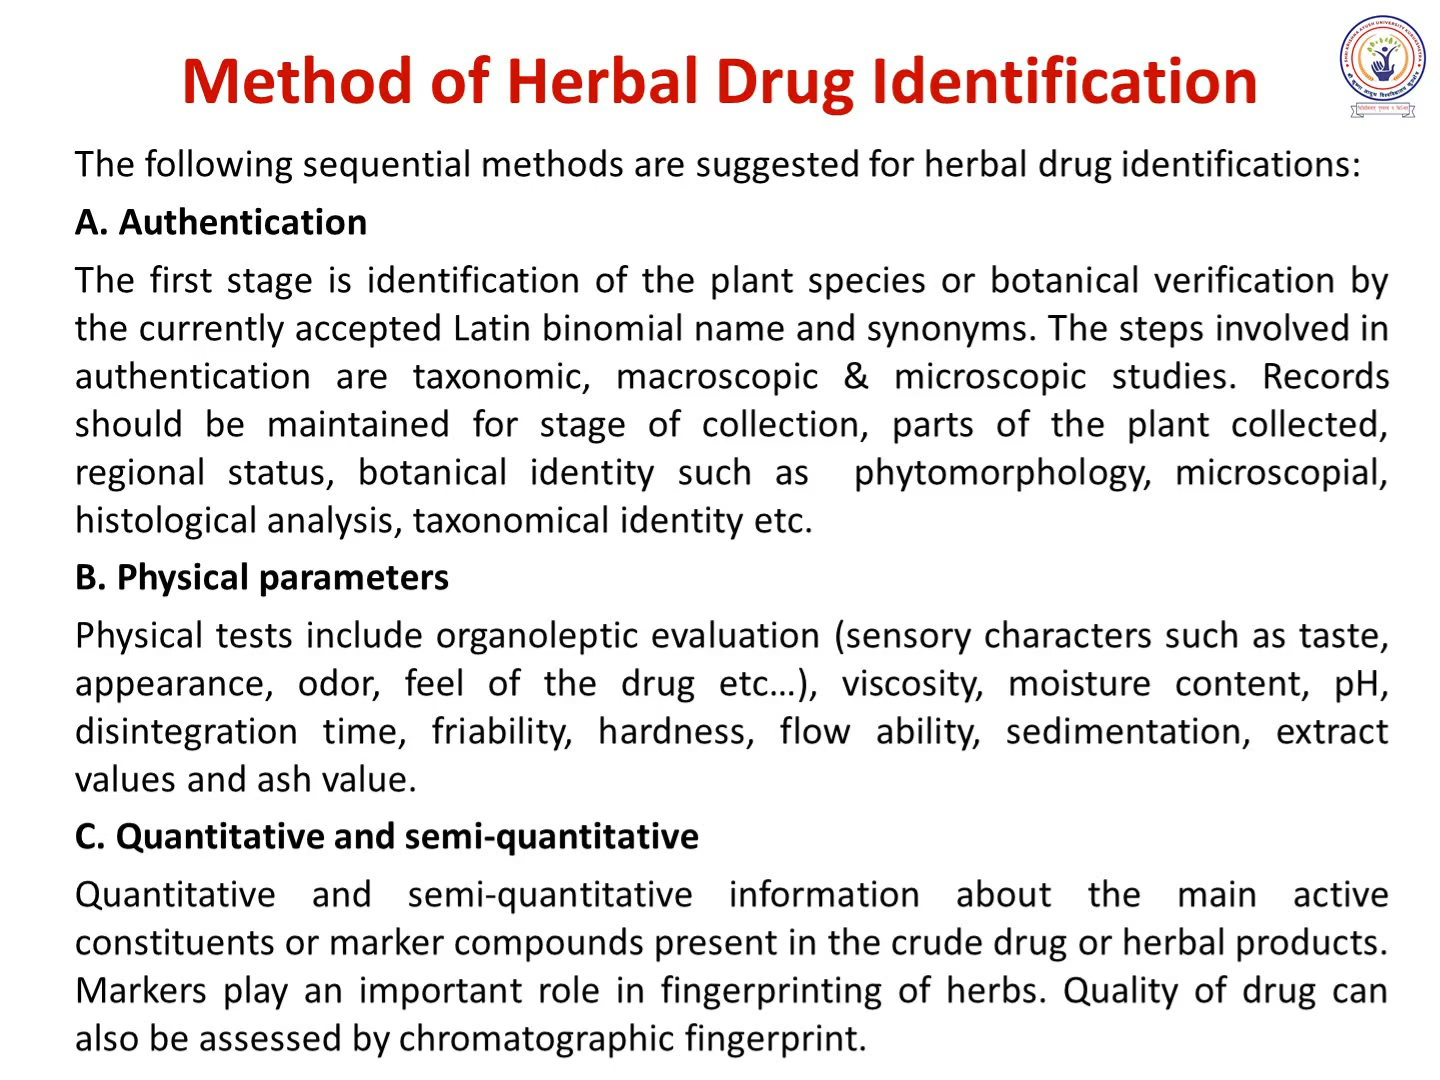 Method of Herbal Drug Identification
SHRI KRISHNA AYUSH UNIVERSITY KURUKSHETRA
The following sequential methods are suggested for herbal drug identifications:
A. Authentication
The first stage is identification of the plant species or botanical verification by
the currently accepted Latin binomial name and synonyms. The steps involved in
authentication are taxonomic, macroscopic & microscopic studies. Records
should be maintained for stage of collection, parts of the plant collected,
regional status, botanical identity such as phytomorphology, microscopial,
histological analysis, taxonomical identity etc.
B. Physical parameters
Physical tests include organoleptic evaluation (sensory characters such as taste,
appearance, odor, feel of the drug etc…), viscosity, moisture content, pH,
disintegration time, friability, hardness, flow ability, sedimentation, extract
values and ash value.
C. Quantitative and semi-quantitative
Quantitative and semi-quantitative information about the main active
constituents or marker compounds present in the crude drug or herbal products.
Markers play an important role in fingerprinting of herbs. Quality of drug can
also be assessed by chromatographic fingerprint.